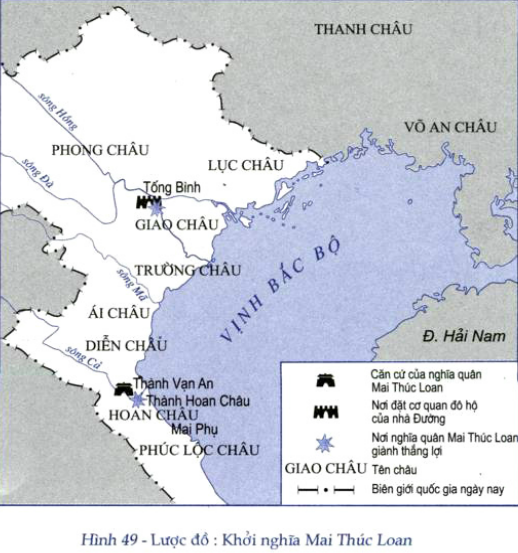 THANH CHÂU
VÕ AN CHÂU
sông Hồng
PHONG CHÂU
LỤC CHÂU
sông Đà
Tống Bình
GIAO CHÂU
TRƯỜNG CHÂU
VỊNH BẮC BỘ
sông Mã
ÁI CHÂU
DIỄN CHÂU
Đ. Hải Nam
sông Cả
Thành Vạn An
Thành Hoan Châu
HOAN CHÂU
Mai Phụ
PHÚC LỘC CHÂU
Căn cứ của nghĩa quân
Mai Thúc Loan
Nơi đặt cơ quan đô hộ
của nhà Đường
Nơi nghĩa quân Mai Thúc Loan
giành thắng lợi
GIAO CHÂU Tên châu
Biên giới quốc gia ngày nay
Hình 49 - Lược đồ : Khởi nghĩa Mai Thúc Loan